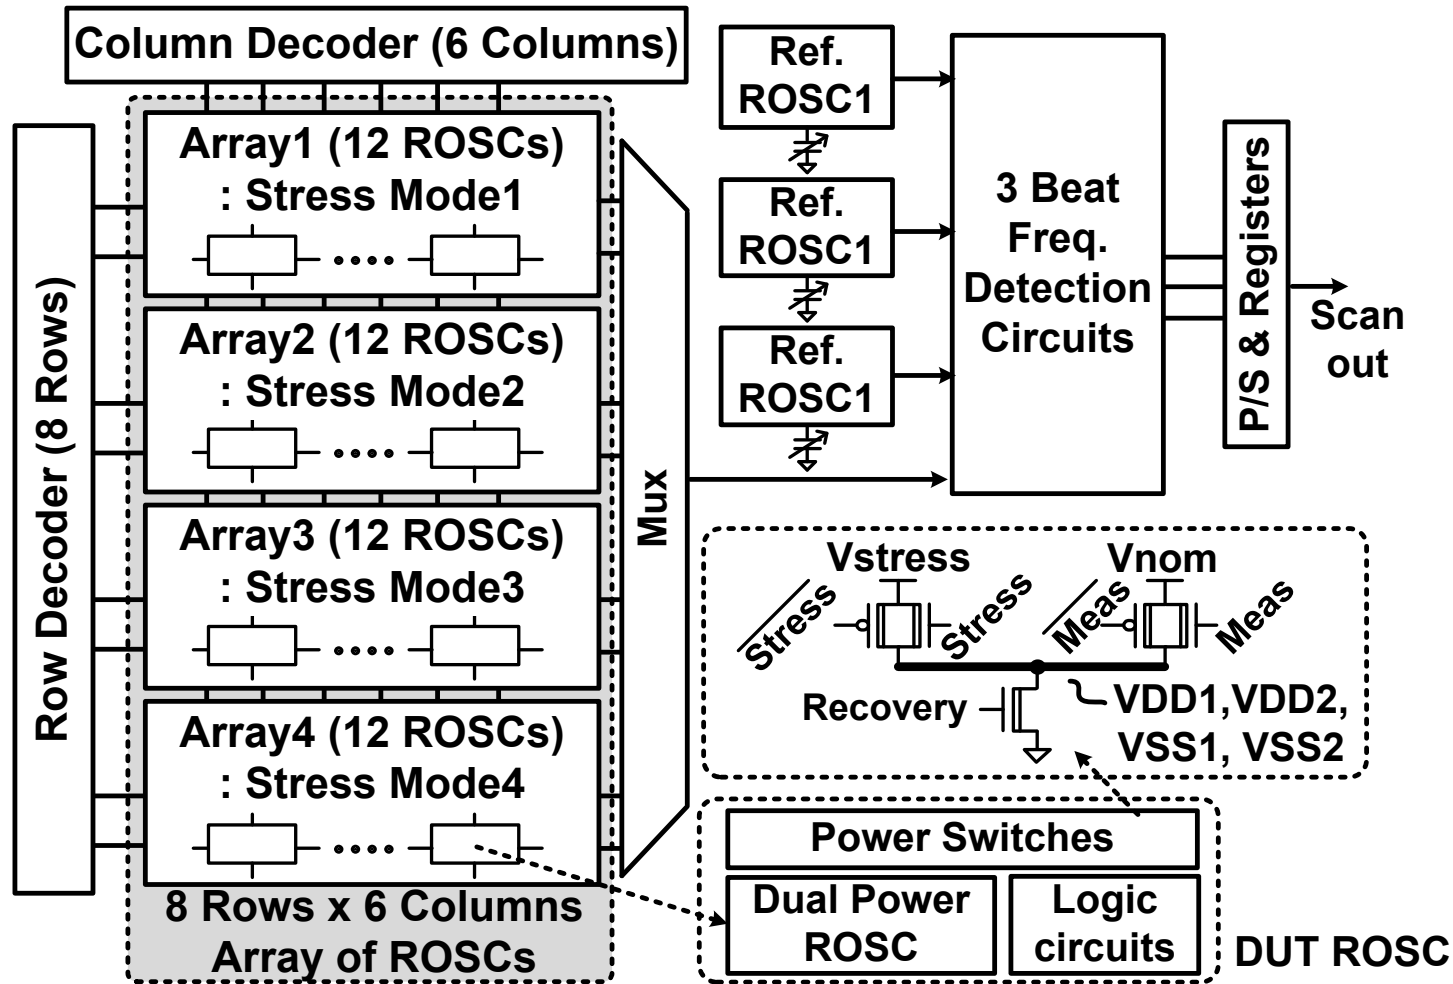 Column Decoder (6 Columns)
Row Decoder (8 Rows)
Array1 (12 ROSCs)
: Stress Mode1
Array2 (12 ROSCs)
: Stress Mode2
Array3 (12 ROSCs)
: Stress Mode3
Array4 (12 ROSCs)
: Stress Mode4
8 Rows x 6 Columns
Array of ROSCs
Mux
Ref.
ROSC1
Ref.
ROSC1
Ref.
ROSC1
3 Beat
Freq.
Detection
Circuits
P/S & Registers
Scan
out
Vstress
Vnom
Stress
Stress
Meas
Meas
Recovery
VDD1,VDD2,
VSS1, VSS2
Power Switches
Dual Power
ROSC
Logic
circuits
DUT ROSC